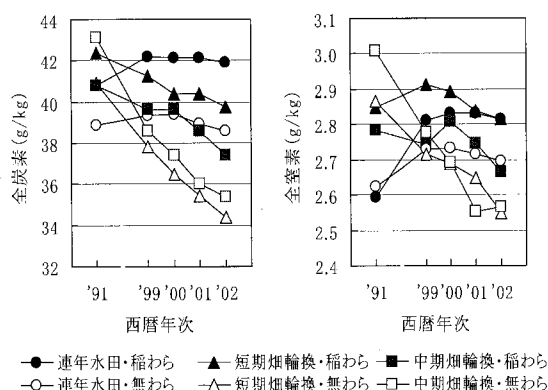 全炭素(g/kg)
44
42
40
38
36
34
32
'91
'99
'00
'01
'02
西暦年次
全窒素(g/kg)
3.1
3.0
2.9
2.8
2.7
2.6
2.5
2.4
'91
'99
'00
'01
'02
西暦年次
連年水田・稲わら
短期畑輪換・稲わら
中期畑輪換・稲わら
連年水田・無わら
短期畑輪換・無わら
中期畑輪換・無わら